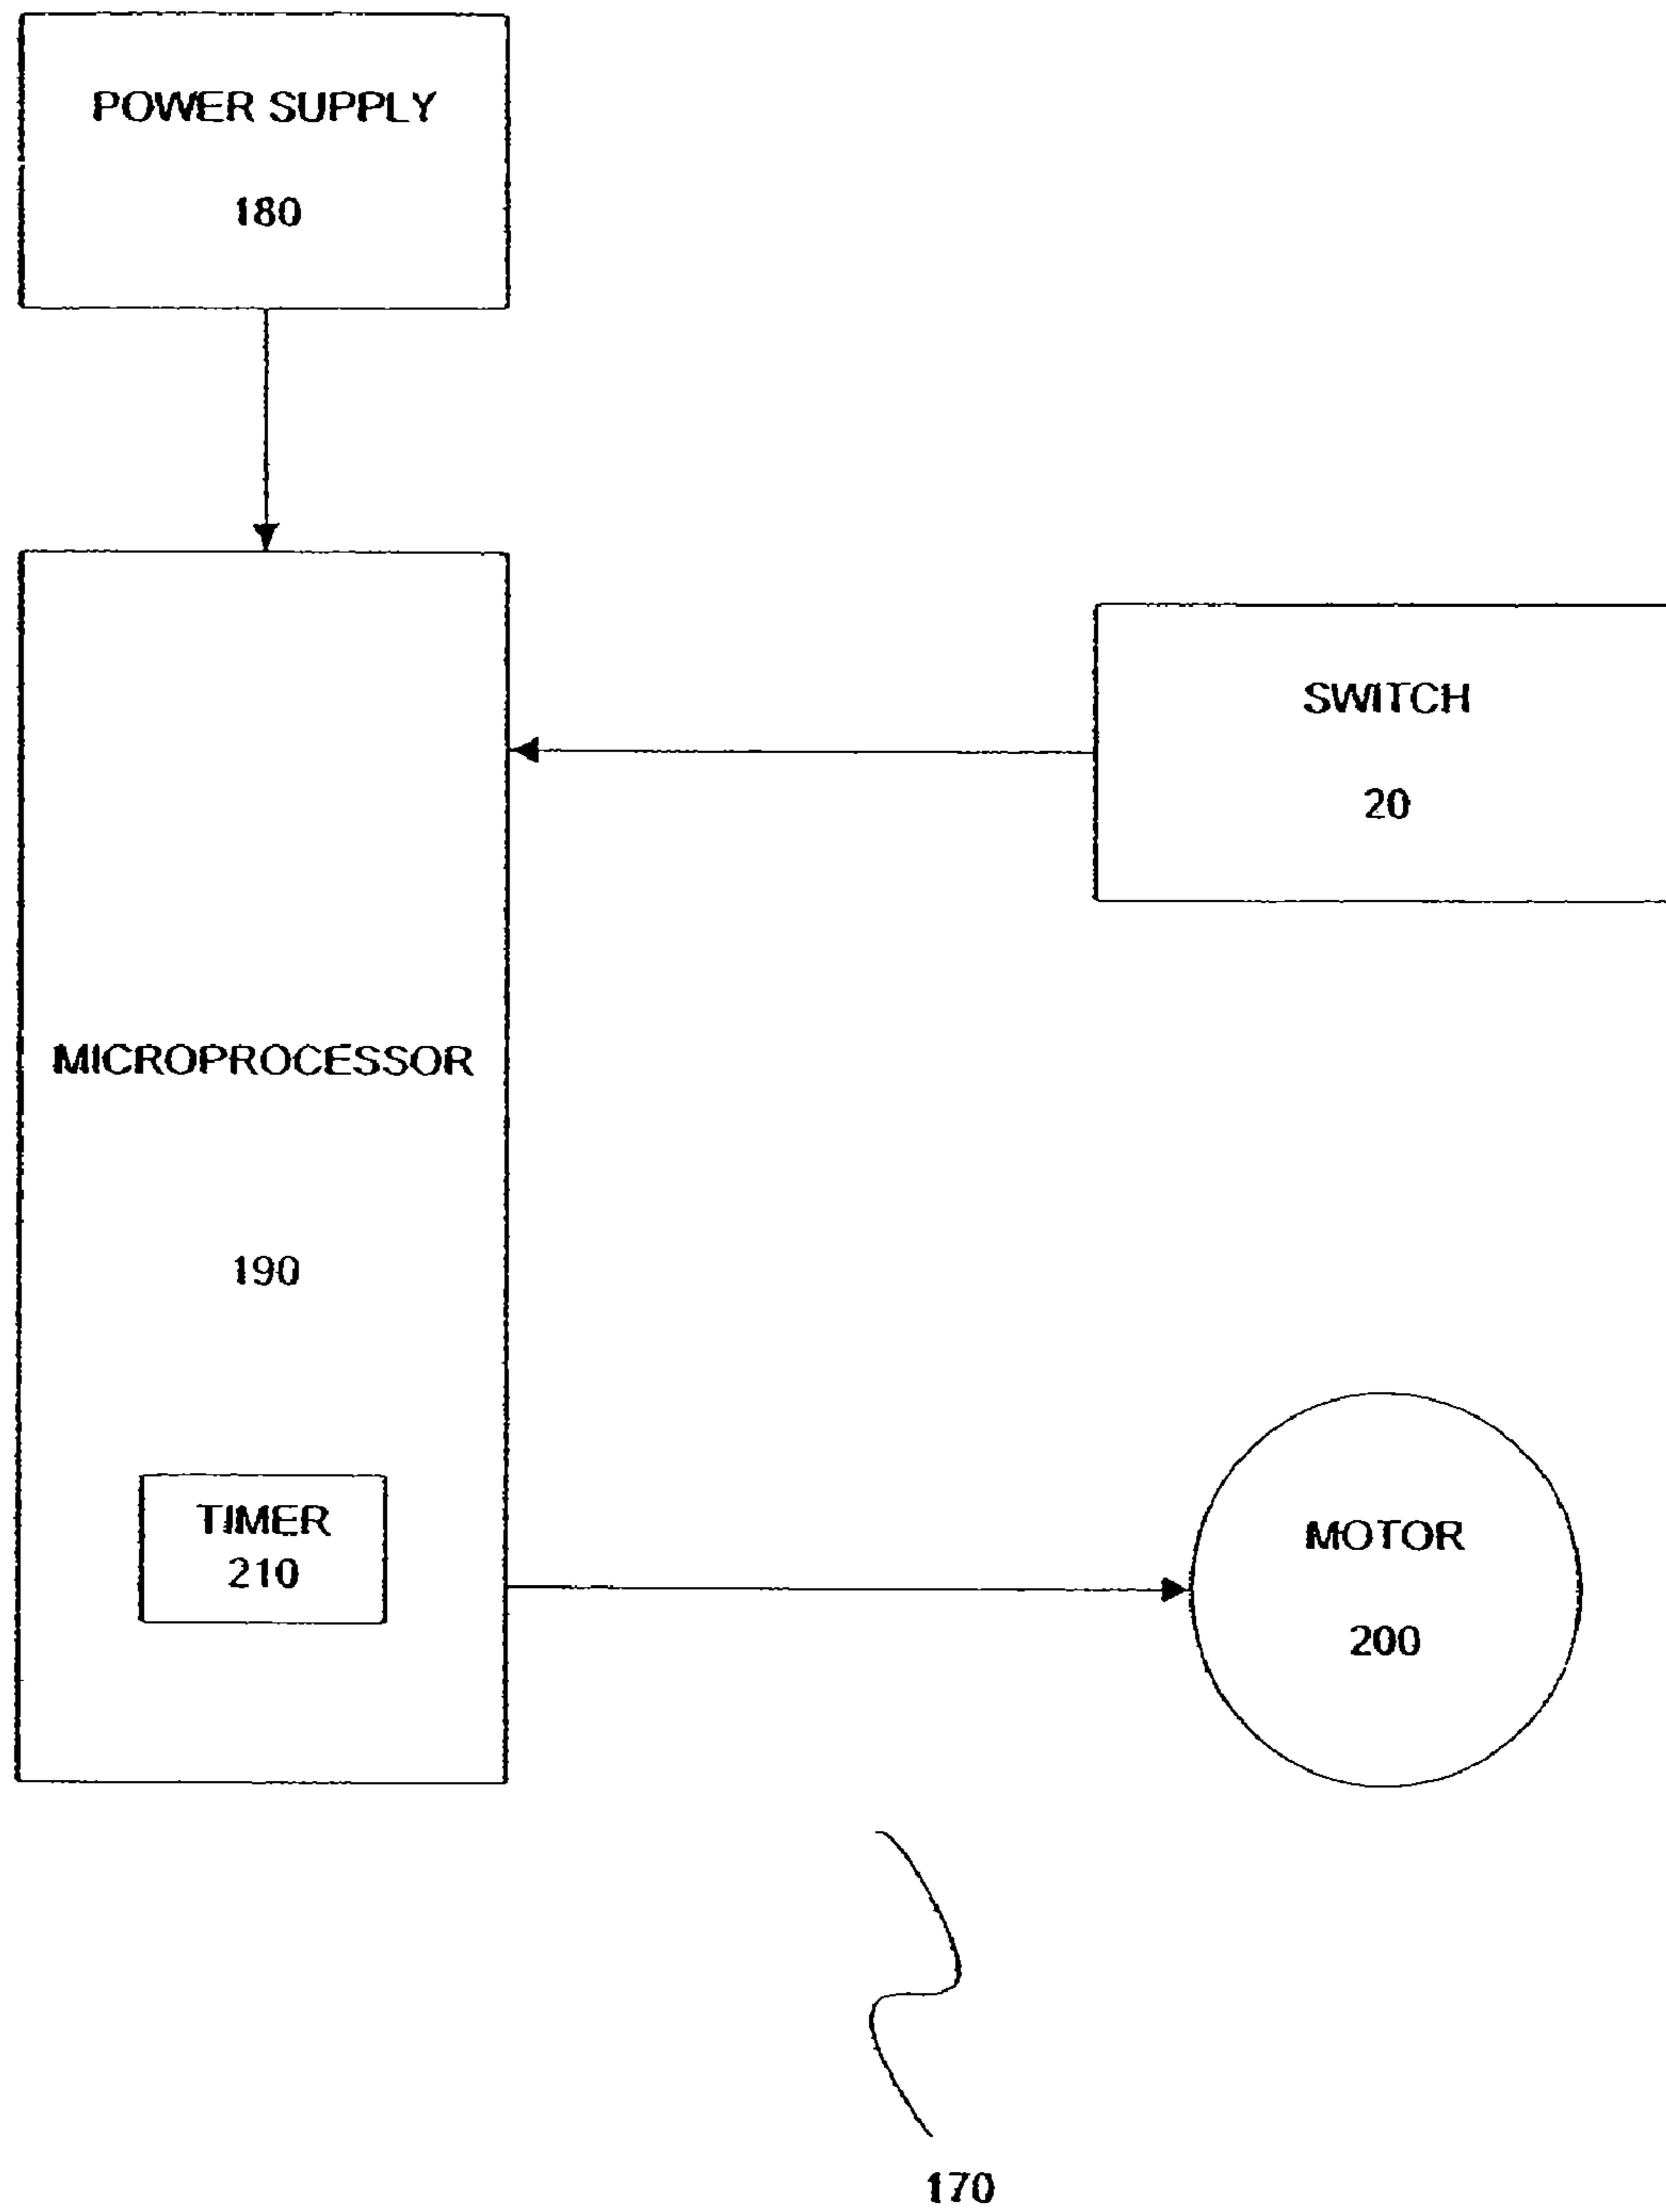 POWER SUPPLY
180
SWITCH
20
MICROPROCESSOR
190
TIMER
210
MOTOR
200
170